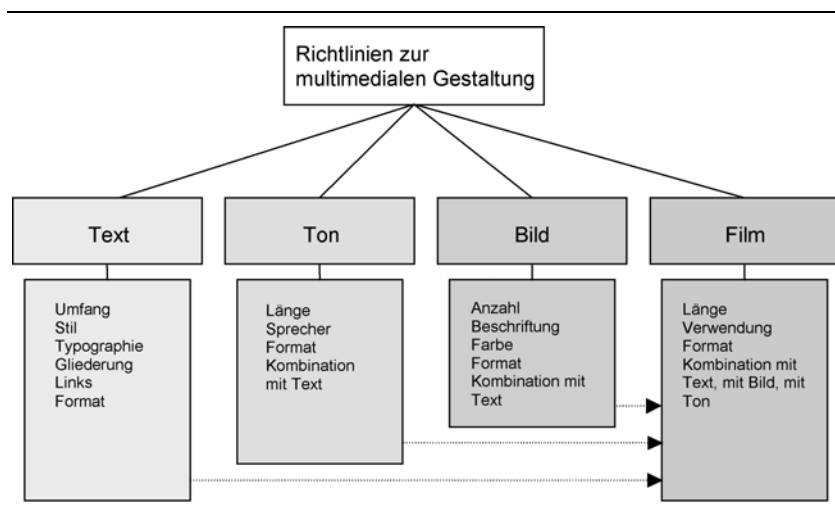 Richtlinien zur
multimedialen Gestaltung
Text
Ton
Bild
Film
Umfang
Stil
Typographie
Gliederung
Links
Format
Länge
Sprecher
Format
Kombination
mit Text
Anzahl
Beschriftung
Farbe
Format
Kombination mit
Text
Länge
Verwendung
Format
Kombination mit
Text, mit Bild, mit
Ton